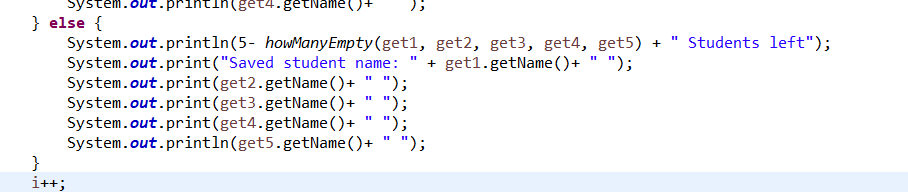 System.out.println(get4.getName()+ " ");
} else {
System.out.println(5- howManyEmpty(get1, get2, get3, get4, get5) + " Students left");
System.out.print("Saved student name: " + get1.getName()+ " ");
System.out.print(get2.getName()+ " ");
System.out.print(get3.getName()+ " ");
System.out.print(get4.getName()+ " ");
System.out.println(get5.getName()+ " ");
}
i++;